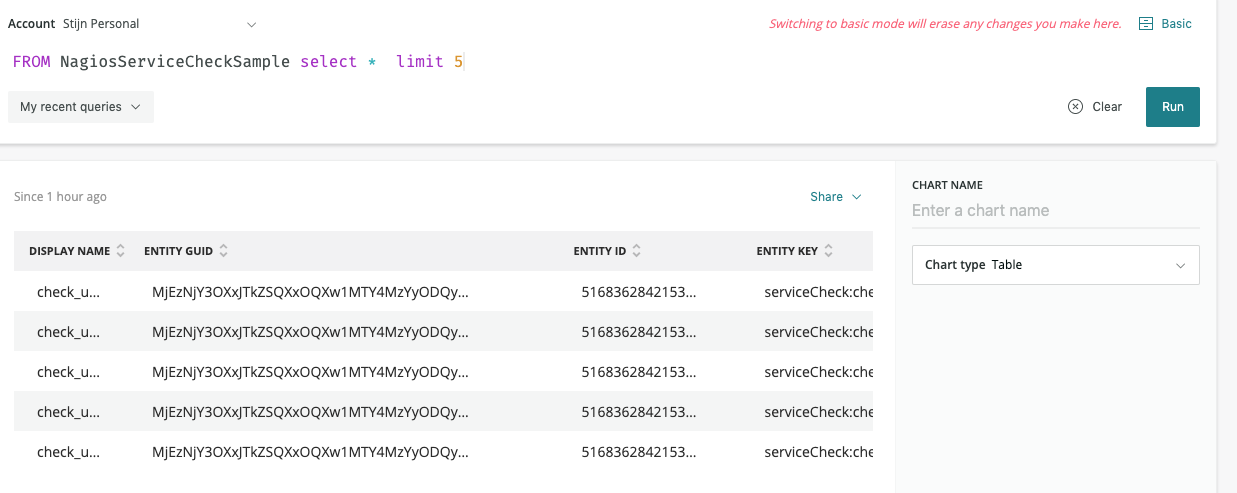 Account Stijn Personal
Switching to basic mode will erase any changes you make here. Basic
FROM NagiosServiceCheckSample select * limit 5
My recent queries
Clear
Run
Since 1 hour ago
Share
CHART NAME
Enter a chart name
Chart type Table
DISPLAY NAME ENTITY GUID ENTITY ID ENTITY KEY
check_u... MjEzNjY3OXxJTkZSQXxOQXw1MTY4MzYyODQy... 5168362842153... serviceCheck:che
check_u... MjEzNjY3OXxJTkZSQXxOQXw1MTY4MzYyODQy... 5168362842153... serviceCheck:che
check_u... MjEzNjY3OXxJTkZSQXxOQXw1MTY4MzYyODQy... 5168362842153... serviceCheck:che
check_u... MjEzNjY3OXxJTkZSQXxOQXw1MTY4MzYyODQy... 5168362842153... serviceCheck:che
check_u... MjEzNjY3OXxJTkZSQXxOQXw1MTY4MzYyODQy... 5168362842153... serviceCheck:che